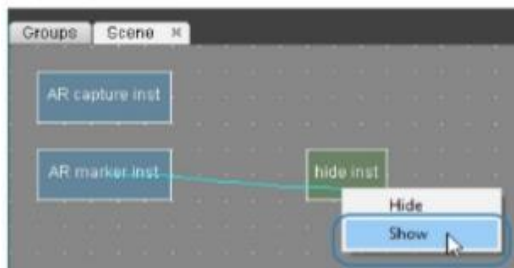 Groups Scene
AR capture inst
AR marker inst hide inst
Hide
Show